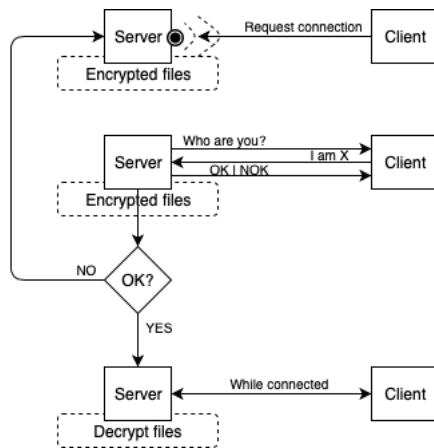 Server
Request connection
Client
Encrypted files
Who are you?
Server
I am X
Client
OK | NOK
Encrypted files
NO
OK?
YES
Server
While connected
Client
Decrypt files